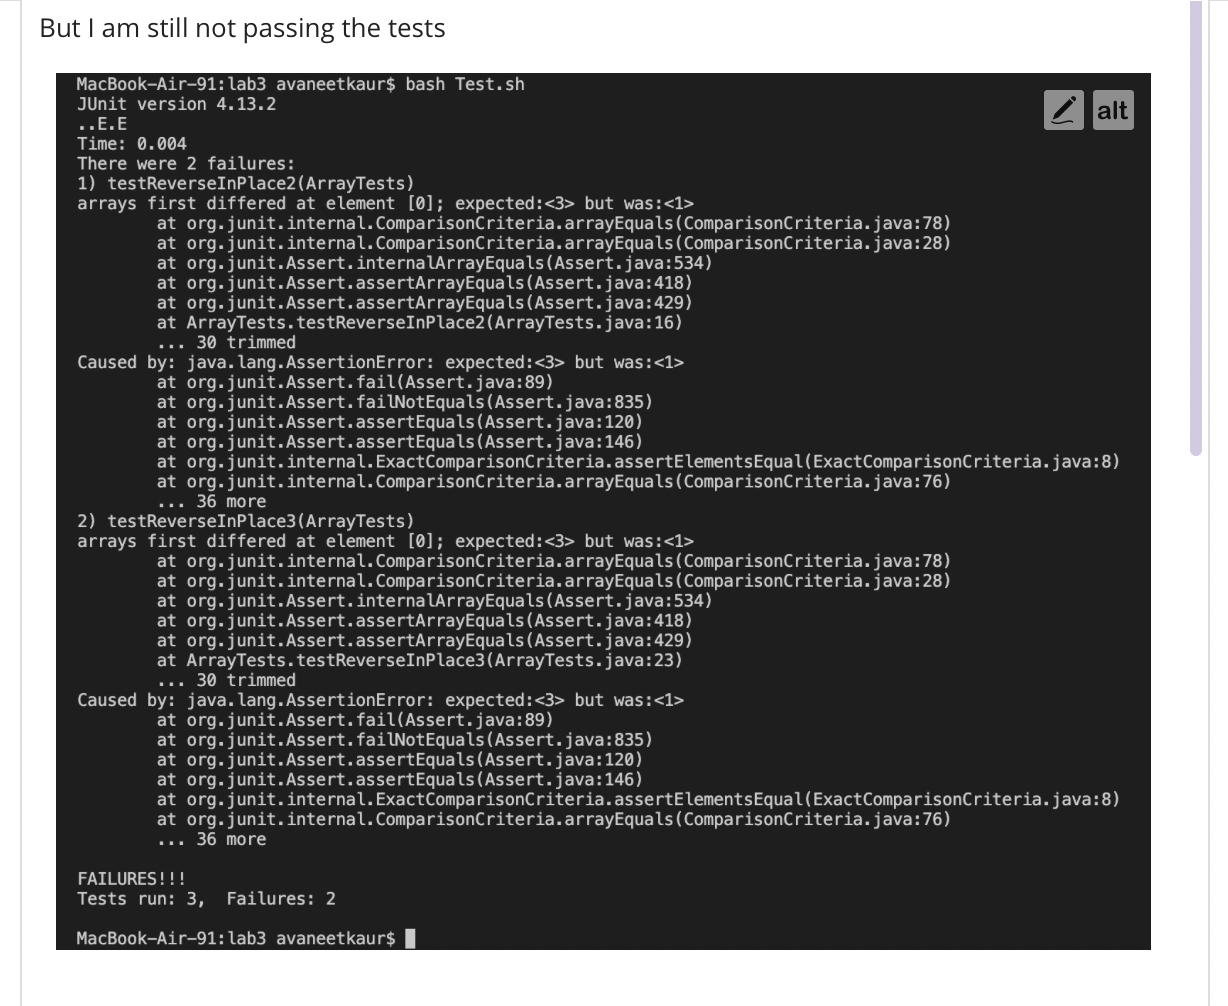 But I am still not passing the tests
MacBook-Air-91:lab3 avaneetkaur$ bash Test.sh
alt
JUnit version 4.13.2
..E.E
Time: 0.004
There were 2 failures:
1) testReverseInPlace2(ArrayTests)
arrays first differed at element [0]; expected:<3> but was:<1>
        at org.junit.internal.ComparisonCriteria.arrayEquals(ComparisonCriteria.java:78)
        at org.junit.internal.ComparisonCriteria.arrayEquals(ComparisonCriteria.java:28)
        at org.junit.Assert.internalArrayEquals(Assert.java:534)
        at org.junit.Assert.assertArrayEquals(Assert.java:418)
        at org.junit.Assert.assertArrayEquals(Assert.java:429)
        at ArrayTests.testReverseInPlace2(ArrayTests.java:16)
        ... 30 trimmed
Caused by: java.lang.AssertionError: expected:<3> but was:<1>
        at org.junit.Assert.fail(Assert.java:89)
        at org.junit.Assert.failNotEquals(Assert.java:835)
        at org.junit.Assert.assertEquals(Assert.java:120)
        at org.junit.Assert.assertEquals(Assert.java:146)
        at org.junit.internal.ExactComparisonCriteria.assertElementsEqual(ExactComparisonCriteria.java:8)
        at org.junit.internal.ComparisonCriteria.arrayEquals(ComparisonCriteria.java:76)
        ... 36 more
2) testReverseInPlace3(ArrayTests)
arrays first differed at element [0]; expected:<3> but was:<1>
        at org.junit.internal.ComparisonCriteria.arrayEquals(ComparisonCriteria.java:78)
        at org.junit.internal.ComparisonCriteria.arrayEquals(ComparisonCriteria.java:28)
        at org.junit.Assert.internalArrayEquals(Assert.java:534)
        at org.junit.Assert.assertArrayEquals(Assert.java:418)
        at org.junit.Assert.assertArrayEquals(Assert.java:429)
        at ArrayTests.testReverseInPlace3(ArrayTests.java:23)
        ... 30 trimmed
Caused by: java.lang.AssertionError: expected:<3> but was:<1>
        at org.junit.Assert.fail(Assert.java:89)
        at org.junit.Assert.failNotEquals(Assert.java:835)
        at org.junit.Assert.assertEquals(Assert.java:120)
        at org.junit.Assert.assertEquals(Assert.java:146)
        at org.junit.internal.ExactComparisonCriteria.assertElementsEqual(ExactComparisonCriteria.java:8)
        at org.junit.internal.ComparisonCriteria.arrayEquals(ComparisonCriteria.java:76)
        ... 36 more
FAILURES!!!
Tests run: 3,  Failures: 2
MacBook-Air-91:lab3 avaneetkaur$